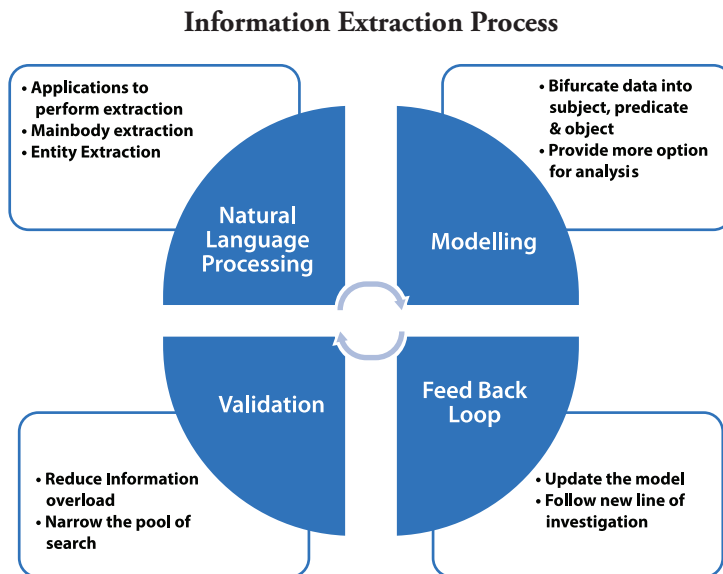 Information Extraction Process
• Applications to
perform extraction
• Mainbody extraction
• Entity Extraction
• Bifurcate data into
subject, predicate
& object
• Provide more option
for analysis
Natural
Language
Processing
Modelling
Validation
Feed Back
Loop
• Reduce Information
overload
• Narrow the pool of
search
• Update the model
• Follow new line of
investigation